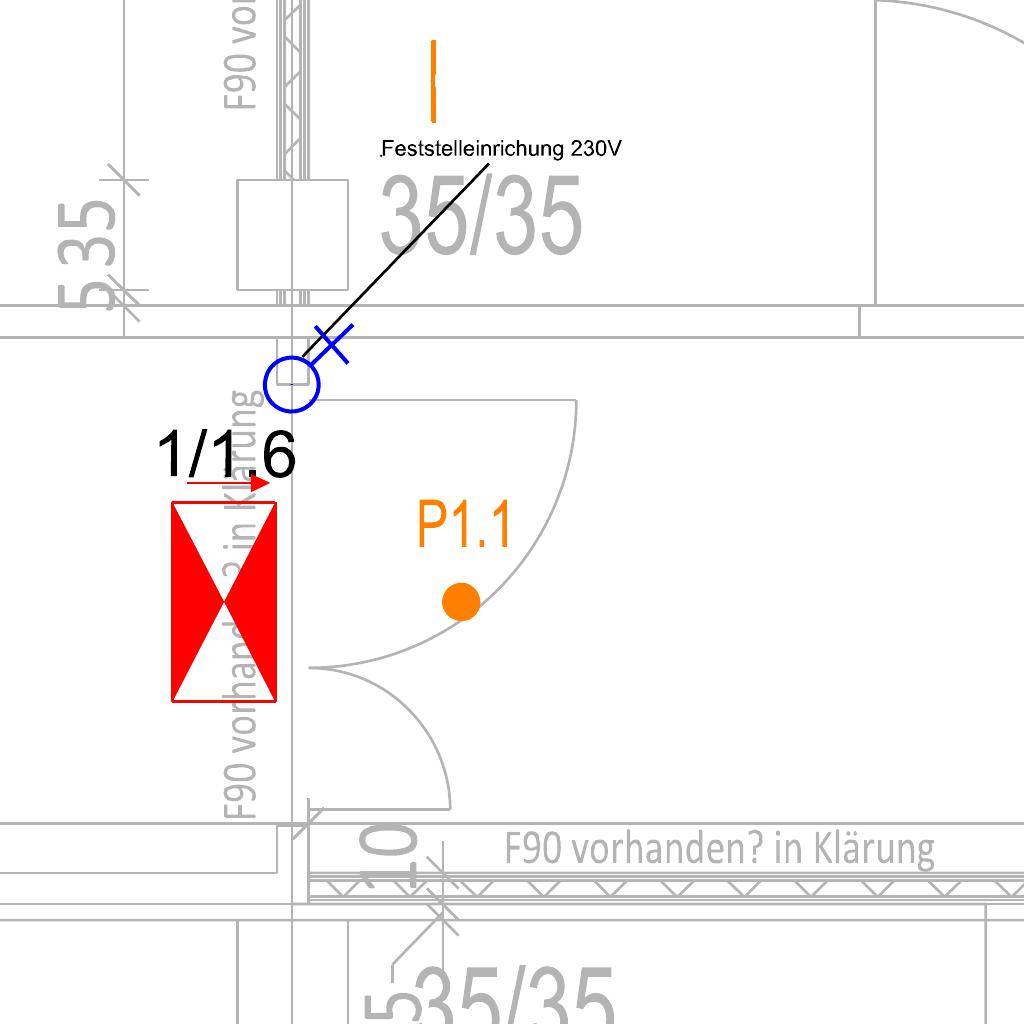 F90 vor
.Feststelleinrichung 230V
35/35
5,35
1/1.6
F90 vorhanden? in Klärung
P1.1
10
F90 vorhanden? in Klärung
5
35/35